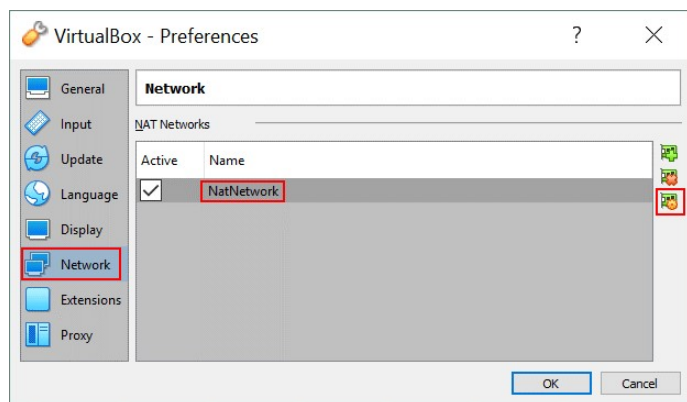 VirtualBox - Preferences
?
General
Input
Update
Language
Display
Network
Extensions
Proxy
Network
NAT Networks
Active Name
NatNetwork
OK Cancel